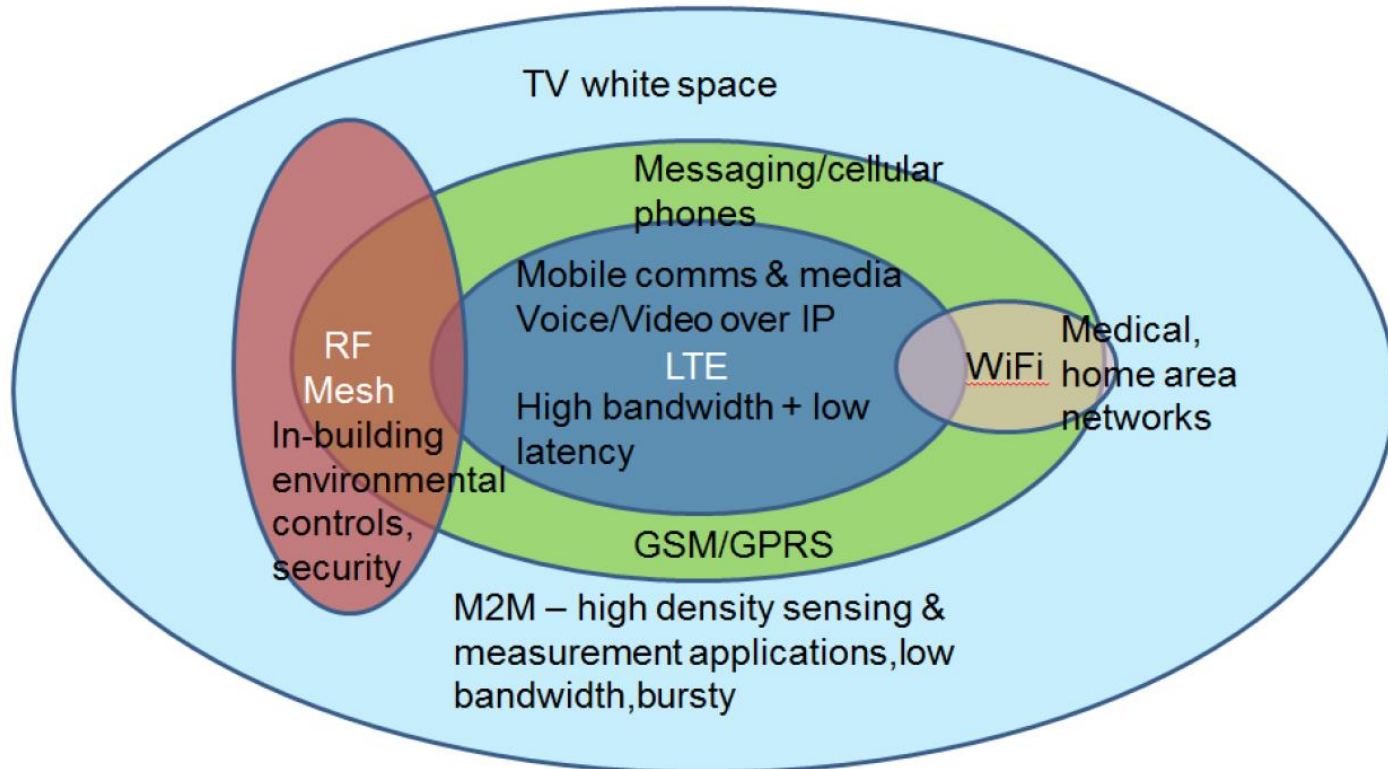 TV white space
Messaging/cellular
phones
Mobile comms & media
Voice/Video over IP
LTE
High bandwidth + low
latency
RF
Mesh
In-building
environmental
controls,
security
WiFi
Medical,
home area
networks
GSM/GPRS
M2M – high density sensing &
measurement applications,low
bandwidth,bursty